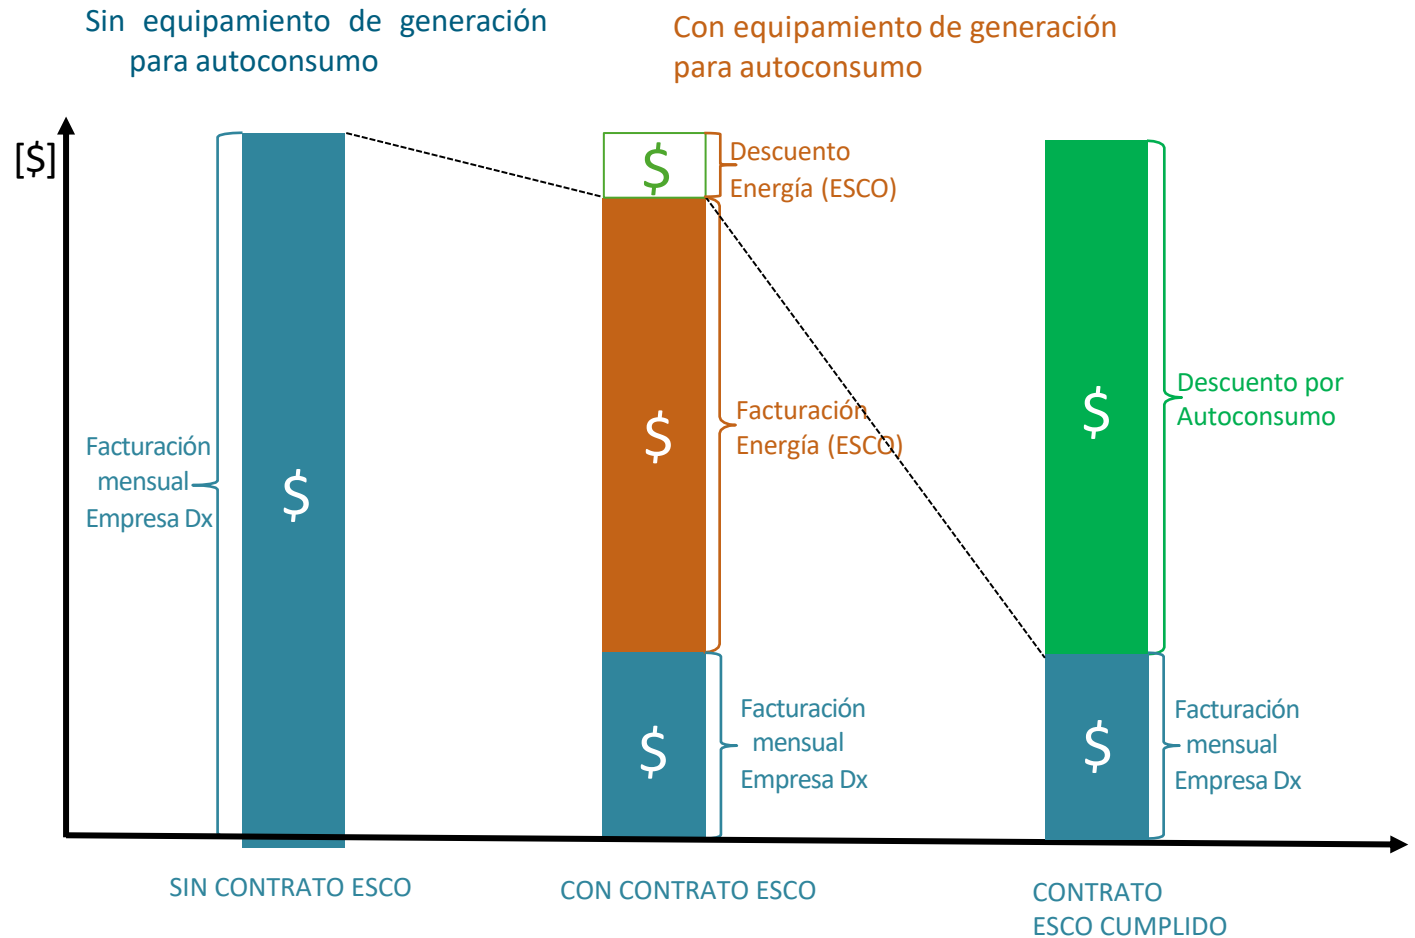 Sin equipamiento de generación
para autoconsumo
Con equipamiento de generación
para autoconsumo
[$]
$
Descuento
Energía (ESCO)
Facturación
mensual
Empresa Dx
$
$
Facturación
Energía (ESCO)
$
Descuento por
Autoconsumo
$
Facturación
mensual
Empresa Dx
$
Facturación
mensual
Empresa Dx
SIN CONTRATO ESCO
CON CONTRATO ESCO
CONTRATO
ESCO CUMPLIDO